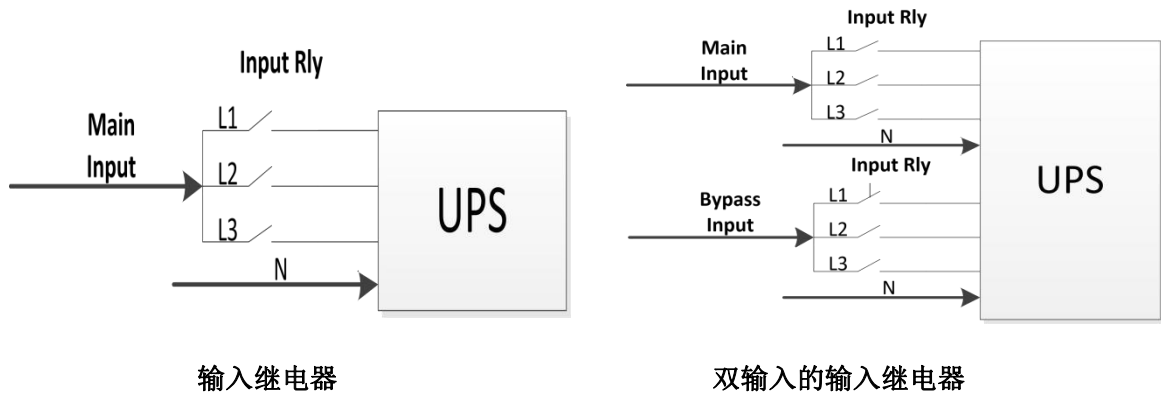 Input Rly
Main
Input
L1
L2
L3
N
UPS
输入继电器
Input Rly
Main
Input
L1
L2
L3
N
Input Rly
Bypass
Input
L1
L2
L3
N
UPS
双输入的输入继电器